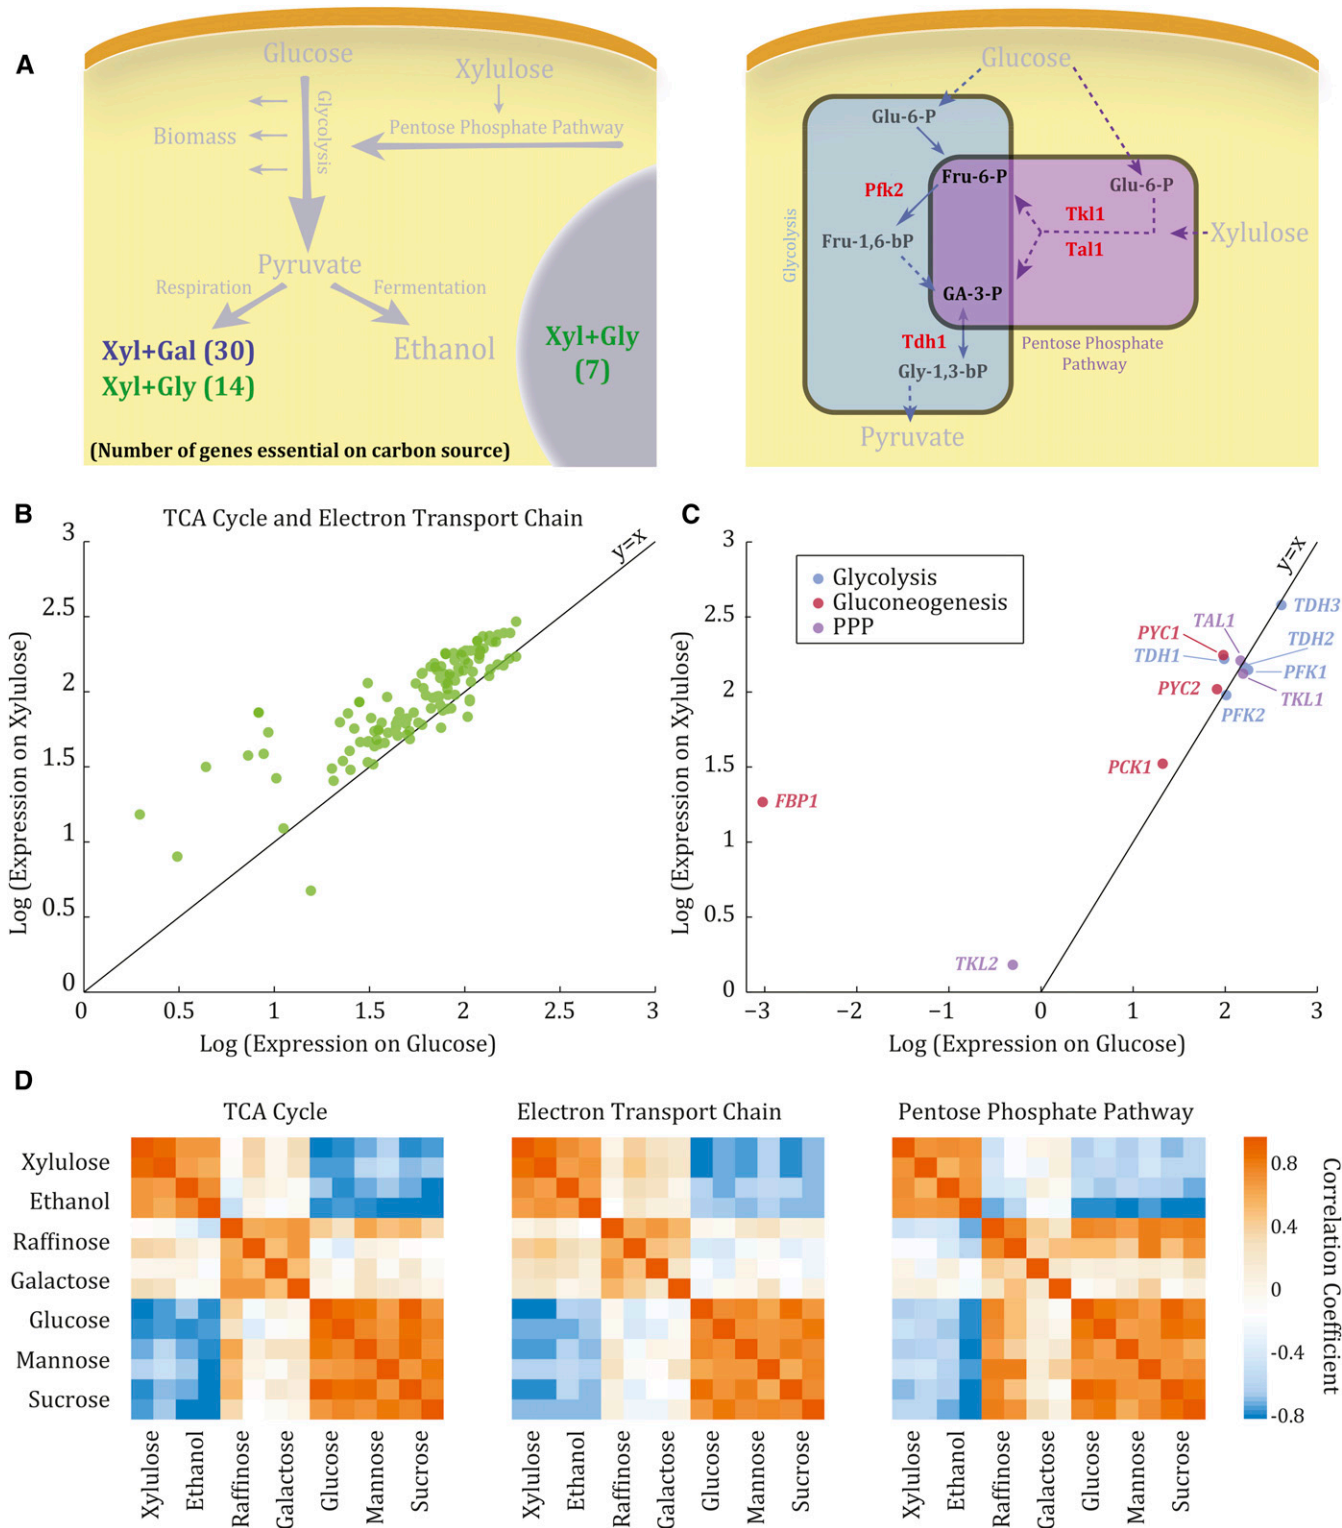 A
Glucose
Xylulose
Glycolysis
Biomass
Pentose Phosphate Pathway
Pyruvate
Respiration
Fermentation
Xyl+Gal (30)
Xyl+Gly (14)
Ethanol
Xyl+Gly
(7)
(Number of genes essential on carbon source)
Glucose
Glu-6-P
Fru-6-P
Glu-6-P
Pfk2
Tkl1
Tal1
Xylulose
Glycolysis
Fru-1,6-bP
GA-3-P
Tdh1
Pentose Phosphate
Pathway
Gly-1,3-bP
Pyruvate
B
TCA Cycle and Electron Transport Chain
y=x
3
2.5
2
1.5
1
0.5
0
Log (Expression on Xylulose)
0
0.5
1
1.5
2
2.5
3
Log (Expression on Glucose)
C
3
2.5
2
1.5
1
0.5
0
Log (Expression on Xylulose)
Glycolysis
Gluconeogenesis
PPP
y=x
TDH3
TAL1
PYC1
TDH2
TDH1
PFK1
PYC2
TKL1
PFK2
PCK1
FBP1
TKL2
−3
−2
−1
0
1
2
3
Log (Expression on Glucose)
D
TCA Cycle
Electron Transport Chain
Pentose Phosphate Pathway
Xylulose
Ethanol
Raffinose
Galactose
Glucose
Mannose
Sucrose
Xylulose
Ethanol
Raffinose
Galactose
Glucose
Mannose
Sucrose
Xylulose
Ethanol
Raffinose
Galactose
Glucose
Mannose
Sucrose
Xylulose
Ethanol
Raffinose
Galactose
Glucose
Mannose
Sucrose
0.8
0.4
0
-0.4
-0.8
Correlation Coefficient